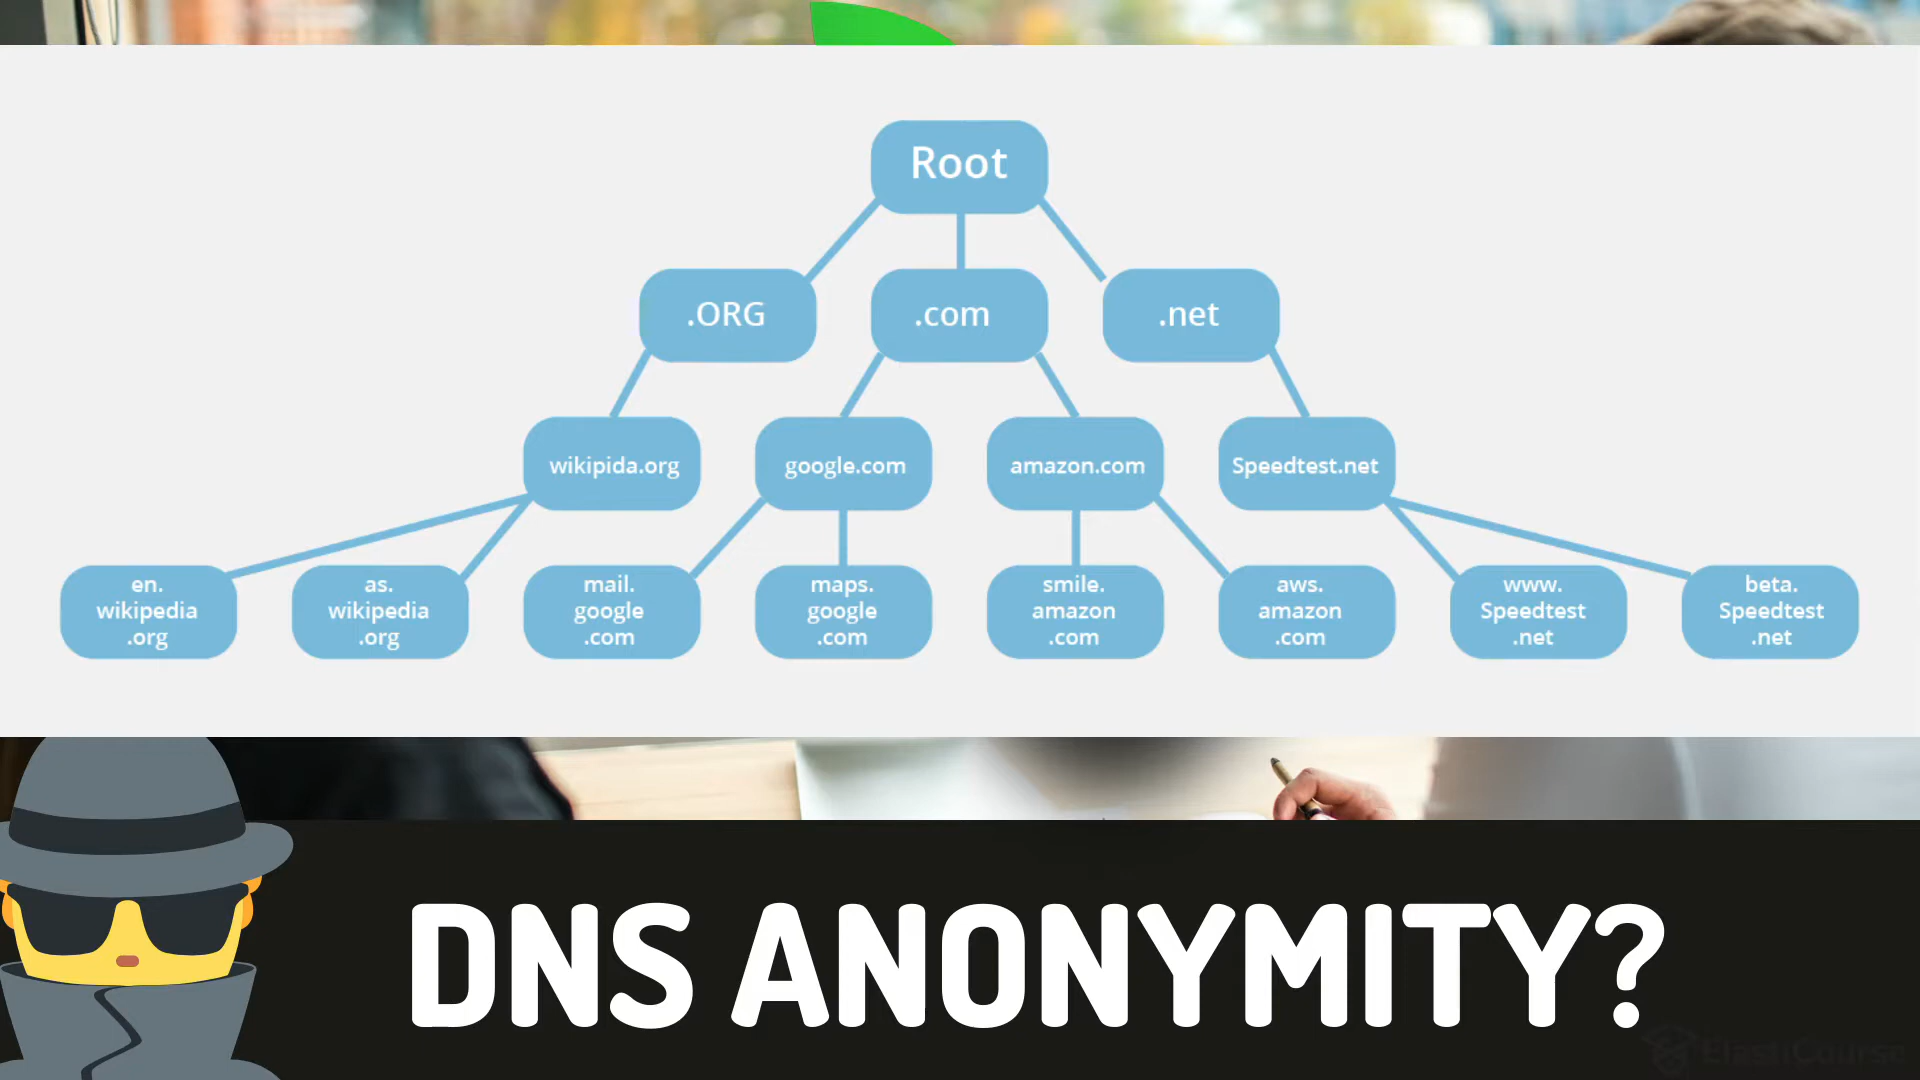 Root
.ORG
.com
.net
wikipida.org
google.com
amazon.com
Speedtest.net
en.
wikipedia
.org
as.
wikipedia
.org
mail.
google
.com
maps.
google
.com
smile.
amazon
.com
aws.
amazon
.com
www.
Speedtest
.net
beta.
Speedtest
.net
DNS ANONYMITY?
ElastiCourse